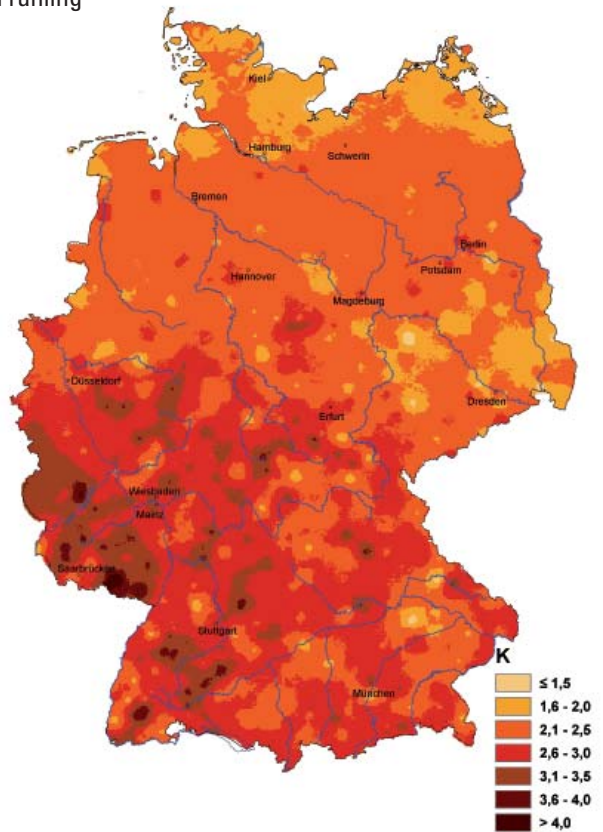 Kiel
Hamburg
Schwerin
Bremen
Berlin
Potsdam
Hannover
Magdeburg
Düsseldorf
Dresden
Erfurt
Wiesbaden
Mainz
Saarbrücken
Stuttgart
München
K
≤ 1,5
1,6 - 2,0
2,1 - 2,5
2,6 - 3,0
3,1 - 3,5
3,6 - 4,0
> 4,0